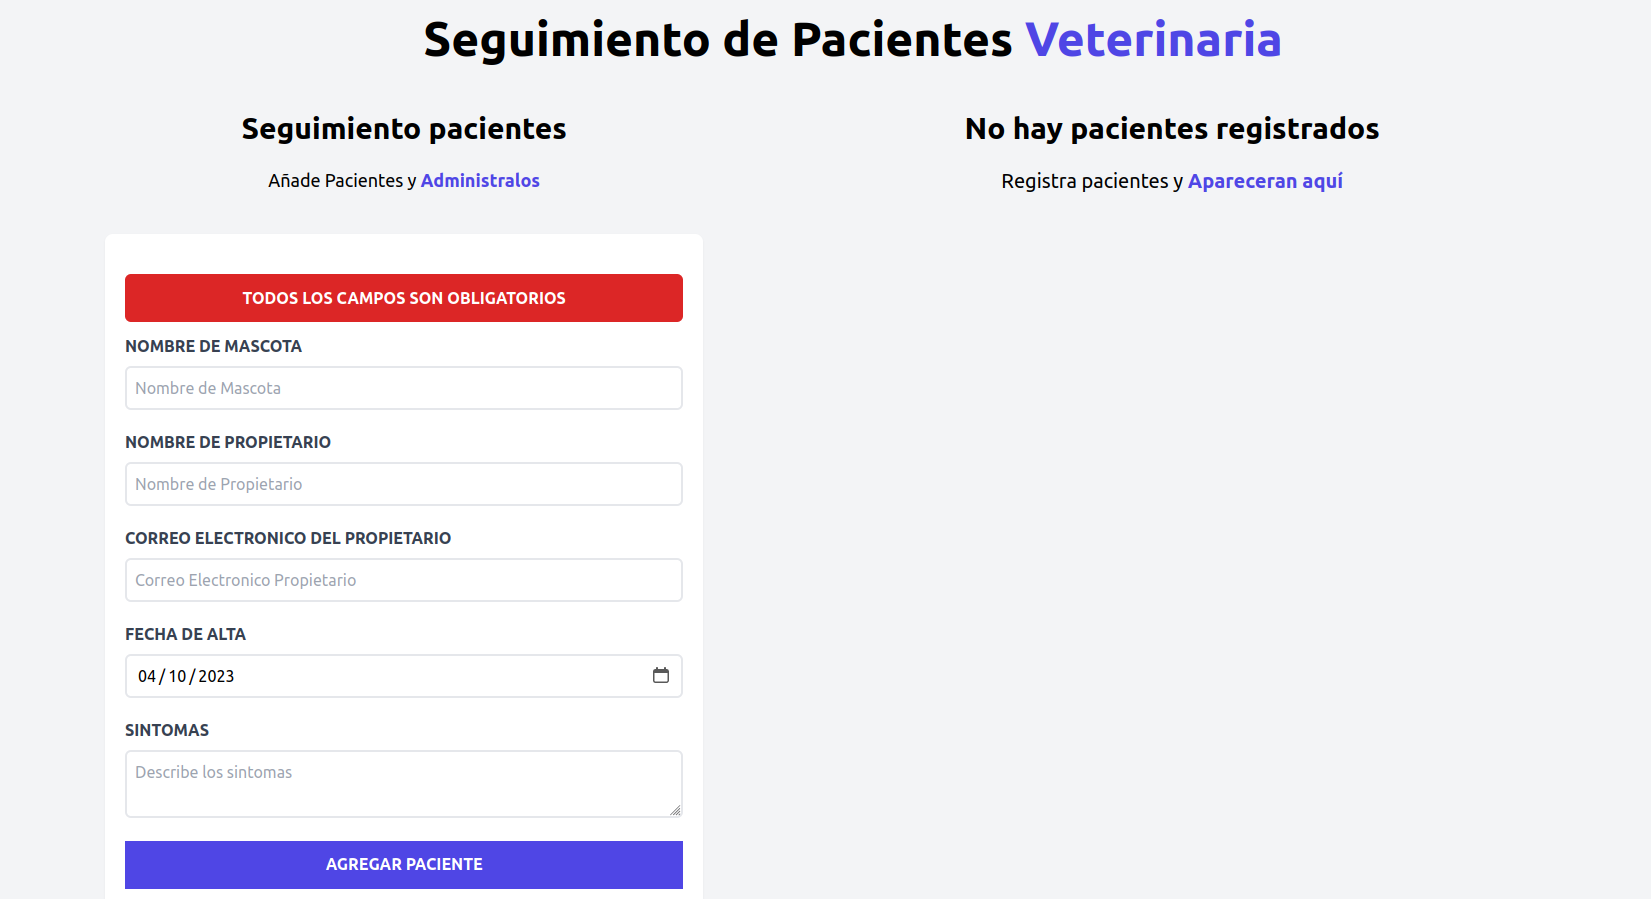 Seguimiento de Pacientes Veterinaria
Seguimiento pacientes
Añade Pacientes y Administralos
TODOS LOS CAMPOS SON OBLIGATORIOS
NOMBRE DE MASCOTA
Nombre de Mascota
NOMBRE DE PROPIETARIO
Nombre de Propietario
CORREO ELECTRONICO DEL PROPIETARIO
Correo Electronico Propietario
FECHA DE ALTA
04/10/2023
SINTOMAS
Describe los sintomas
AGREGAR PACIENTE
No hay pacientes registrados
Registra pacientes y Apareceran aquí